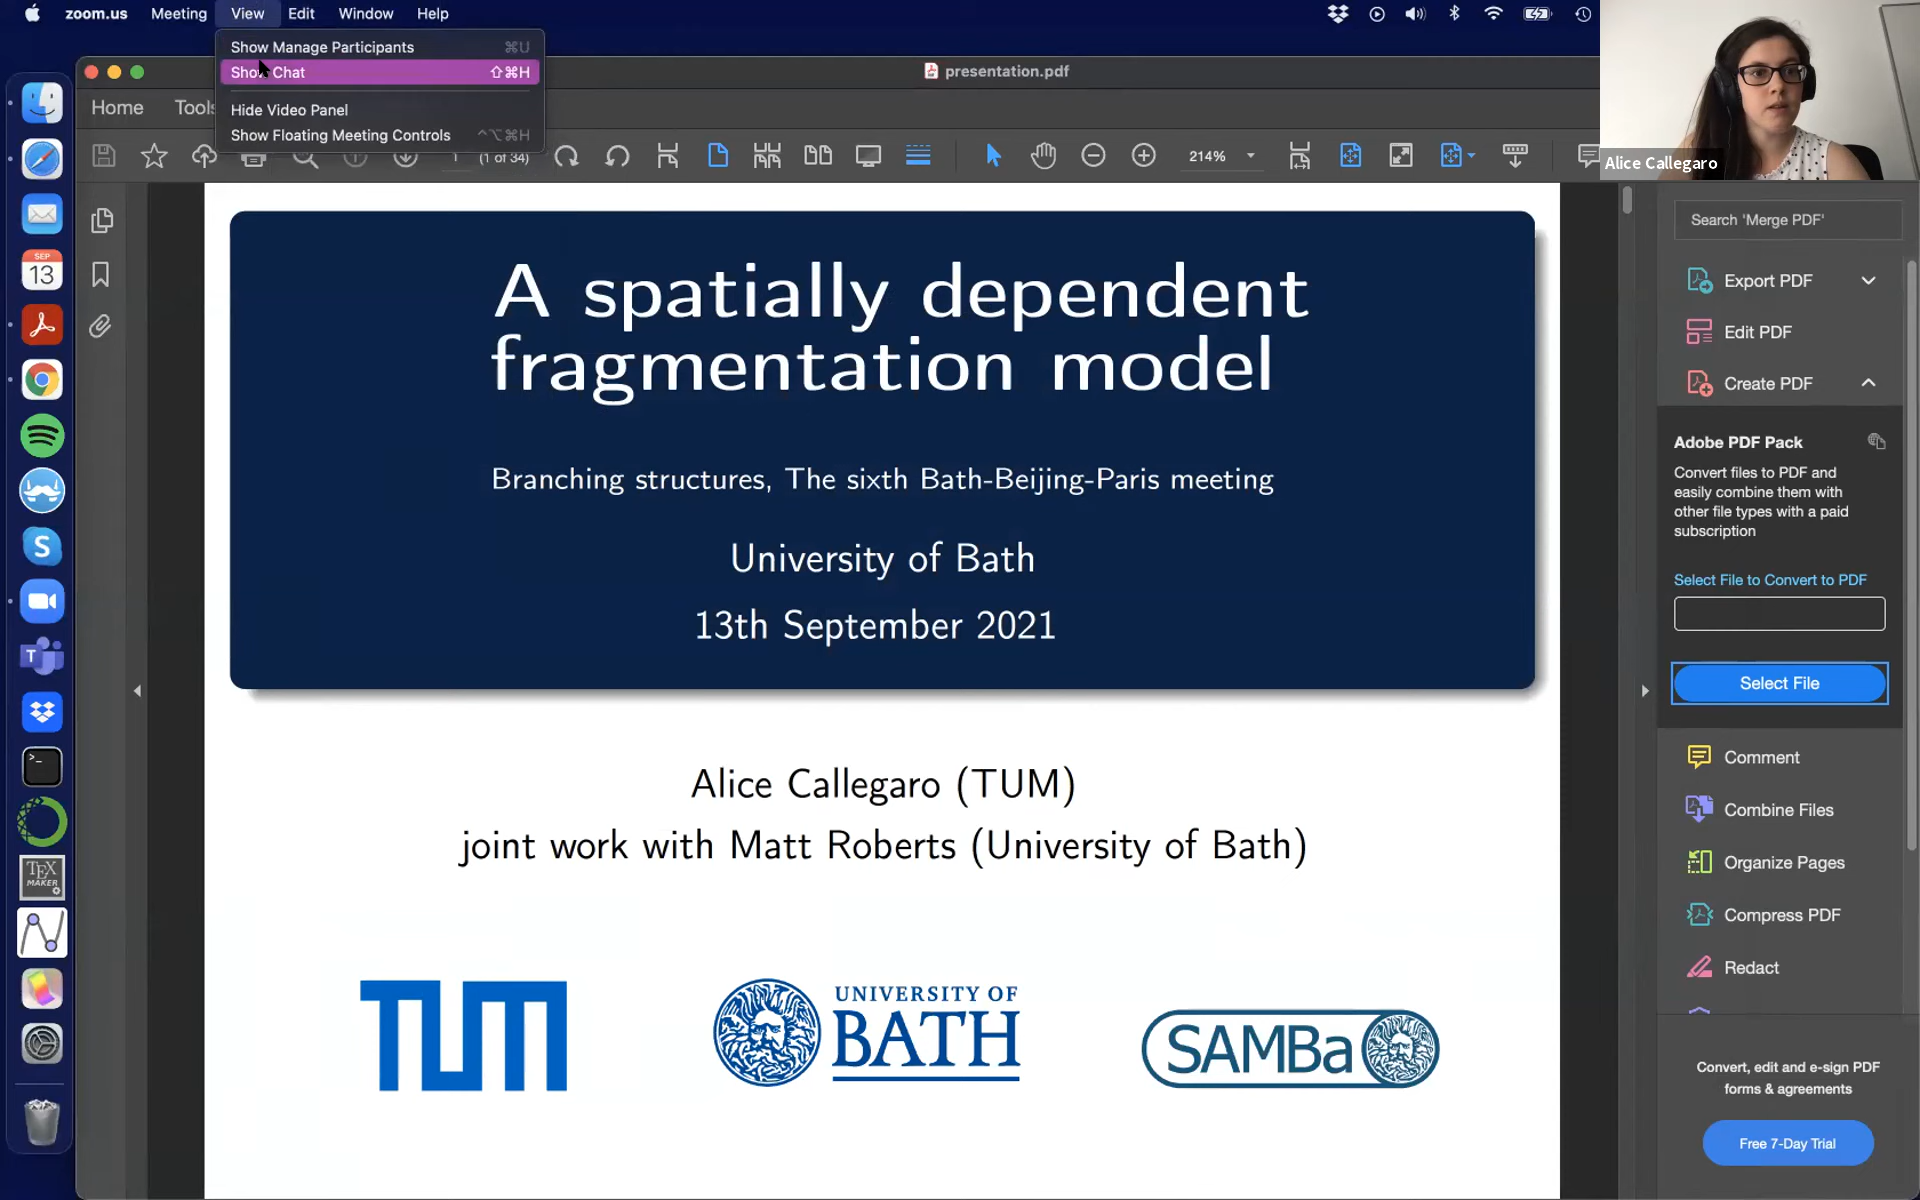 zoom.us Meeting View Edit Window Help
Show Manage Participants ⌘U
Show Chat ⇧⌘H
Hide Video Panel
Show Floating Meeting Controls ^⌥⌘H
presentation.pdf
Home Tools
1 (1 of 34) 214%
Alice Callegaro
SEP
13
A spatially dependent
fragmentation model
Branching structures, The sixth Bath-Beijing-Paris meeting
University of Bath
13th September 2021
Alice Callegaro (TUM)
joint work with Matt Roberts (University of Bath)
TUM
UNIVERSITY OF
BATH
SAMBa
TEX
MAKER
Search 'Merge PDF'
Export PDF
Edit PDF
Create PDF
Adobe PDF Pack
Convert files to PDF and
easily combine them with
other file types with a paid
subscription
Select File to Convert to PDF
Select File
Comment
Combine Files
Organize Pages
Compress PDF
Redact
Convert, edit and e-sign PDF
forms & agreements
Free 7-Day Trial